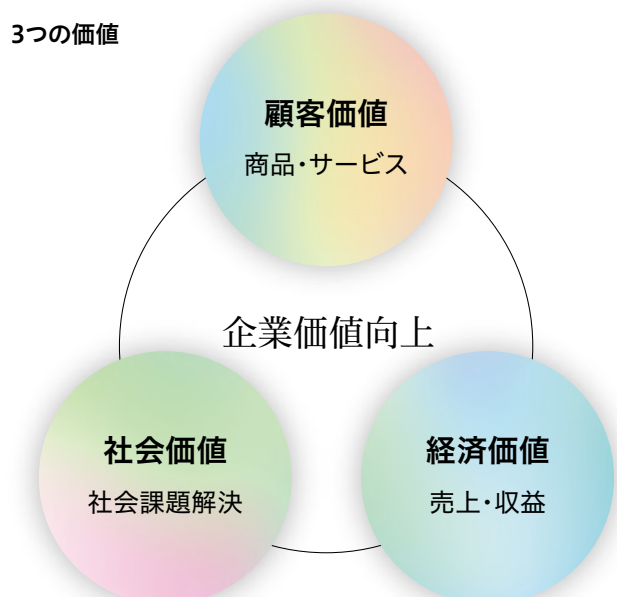 3つの価値
顧客価値
商品・サービス
企業価値向上
社会価値
社会課題解決
経済価値
売上・収益